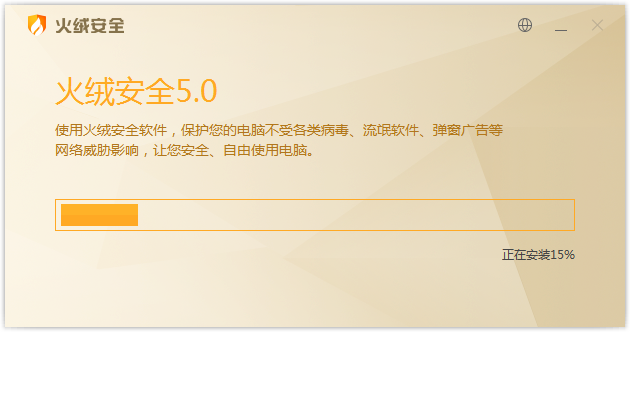 火绒安全
火绒安全5.0
使用火绒安全软件，保护您的电脑不受各类病毒、流氓软件、弹窗广告等
网络威胁影响，让您安全、自由使用电脑。
正在安装15%